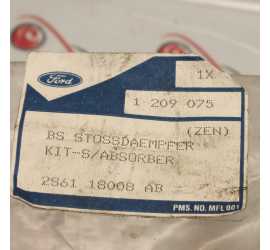 Ford
1X
1 209 075
(ZEN)
BS STOSSDAEMPFER
KIT-S/ABSORBER
2S61 18008 AB
PMS. NO. MFL 001